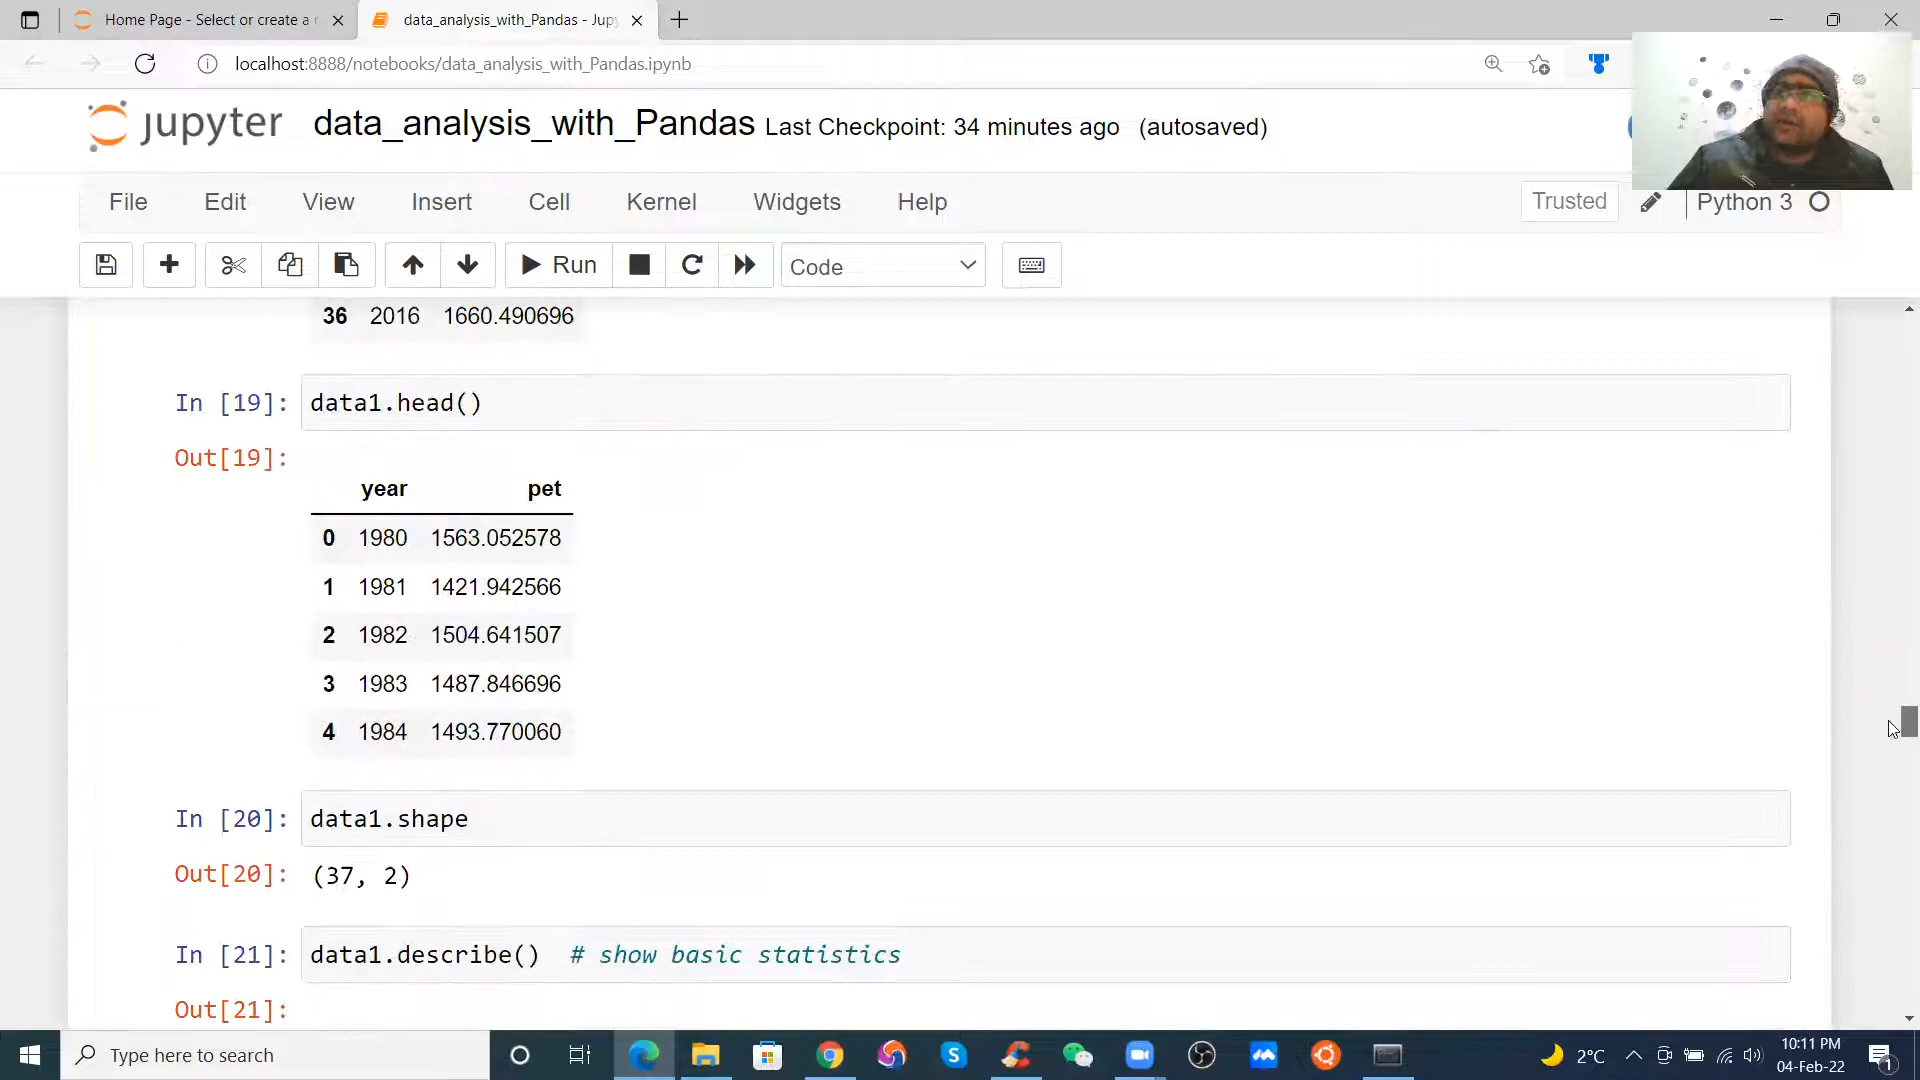 Home Page - Select or create a n
data_analysis_with_Pandas - Jup
localhost:8888/notebooks/data_analysis_with_Pandas.ipynb
jupyter data_analysis_with_Pandas Last Checkpoint: 34 minutes ago (autosaved)
File Edit View Insert Cell Kernel Widgets Help Trusted Python 3
Run Code
36 2016 1660.490696
In [19]: data1.head()
Out[19]:
year pet
0 1980 1563.052578
1 1981 1421.942566
2 1982 1504.641507
3 1983 1487.846696
4 1984 1493.770060
In [20]: data1.shape
Out[20]: (37, 2)
In [21]: data1.describe() # show basic statistics
Out[21]:
Type here to search
2°C
10:11 PM
04-Feb-22
1